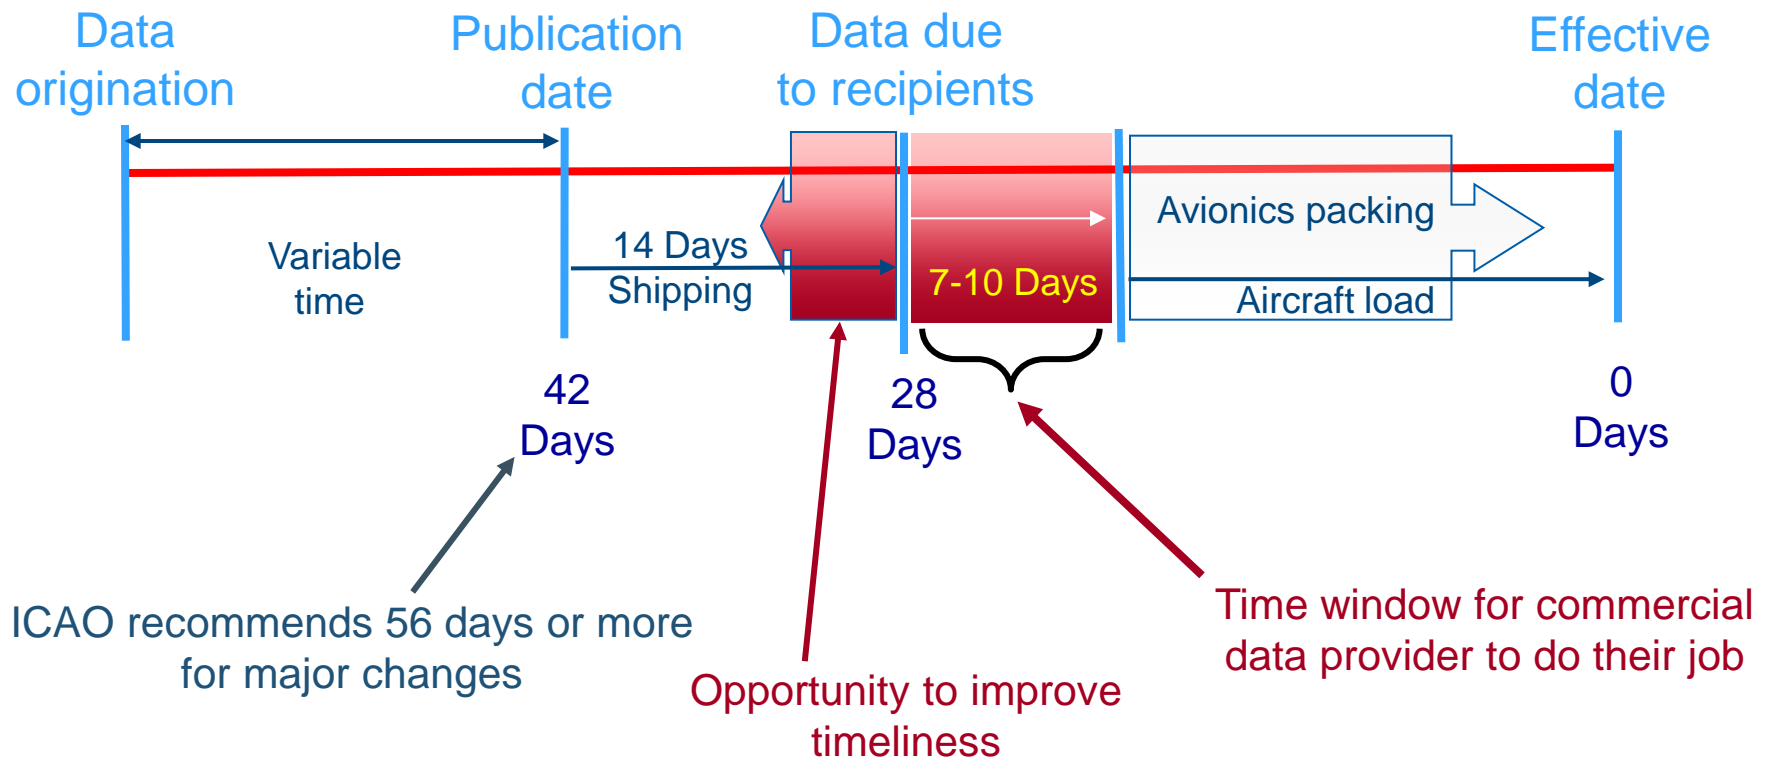 Data
origination
Publication
date
Data due
to recipients
Effective
date
Variable
time
14 Days
Shipping
7-10 Days
Avionics packing
Aircraft load
42
Days
28
Days
0
Days
ICAO recommends 56 days or more
for major changes
Opportunity to improve
timeliness
Time window for commercial
data provider to do their job